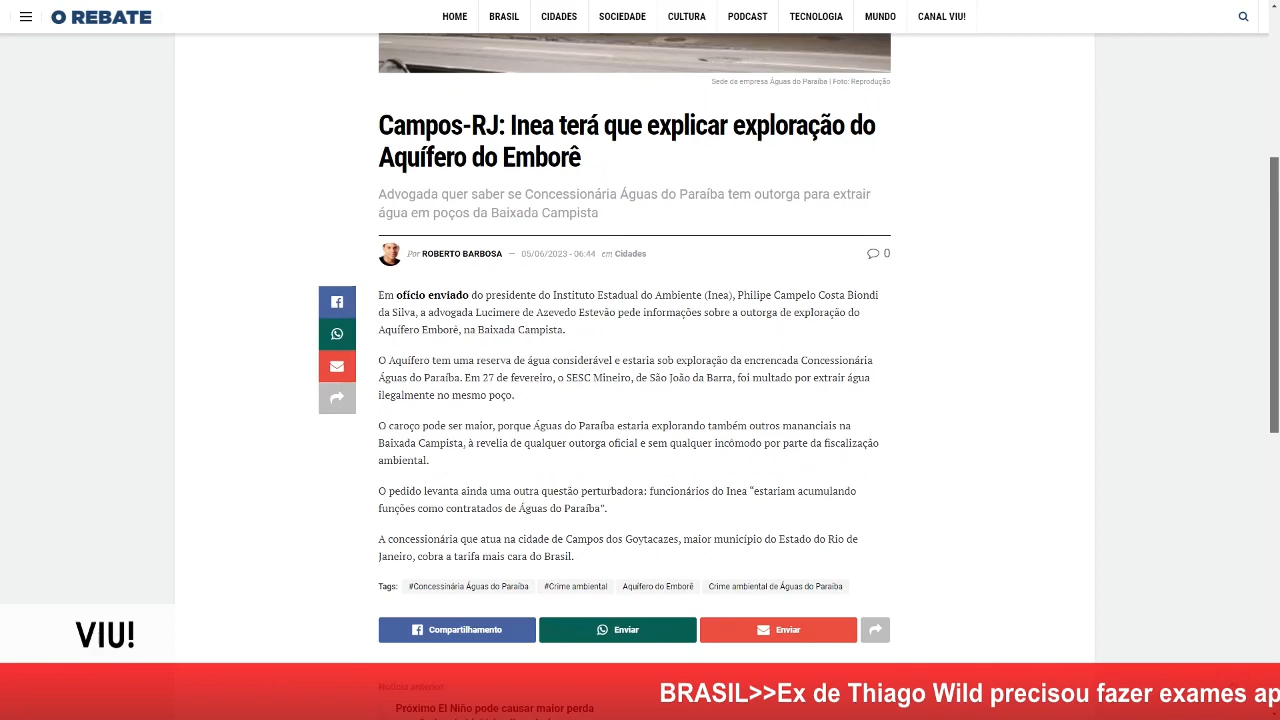 O REBATE
HOME BRASIL CIDADES SOCIEDADE CULTURA PODCAST TECNOLOGIA MUNDO CANAL VIU!
Sede da empresa Águas do Paraíba | Foto: Reprodução
Campos-RJ: Inea terá que explicar exploração do
Aquífero do Emborê
Advogada quer saber se Concessionária Águas do Paraíba tem outorga para extrair
água em poços da Baixada Campista
Por ROBERTO BARBOSA — 05/06/2023 - 06:44 em Cidades 0
Em ofício enviado do presidente do Instituto Estadual do Ambiente (Inea), Philipe Campelo Costa Biondi
da Silva, a advogada Lucimere de Azevedo Estevão pede informações sobre a outorga de exploração do
Aquífero Emborê, na Baixada Campista.
O Aquífero tem uma reserva de água considerável e estaria sob exploração da encrencada Concessionária
Águas do Paraíba. Em 27 de fevereiro, o SESC Mineiro, de São João da Barra, foi multado por extrair água
ilegalmente no mesmo poço.
O caroço pode ser maior, porque Águas do Paraíba estaria explorando também outros mananciais na
Baixada Campista, à revelia de qualquer outorga oficial e sem qualquer incômodo por parte da fiscalização
ambiental.
O pedido levanta ainda uma outra questão perturbadora: funcionários do Inea “estariam acumulando
funções como contratados de Águas do Paraíba”.
A concessionária que atua na cidade de Campos dos Goytacazes, maior município do Estado do Rio de
Janeiro, cobra a tarifa mais cara do Brasil.
Tags: #Concessinária Águas do Paraíba #Crime ambiental Aquífero do Emborê Crime ambiental de Águas do Paraíba
Compartilhamento Enviar Enviar
VIU!
Notícia anterior
BRASIL>>Ex de Thiago Wild precisou fazer exames ap
Próximo El Niño pode causar maior perda